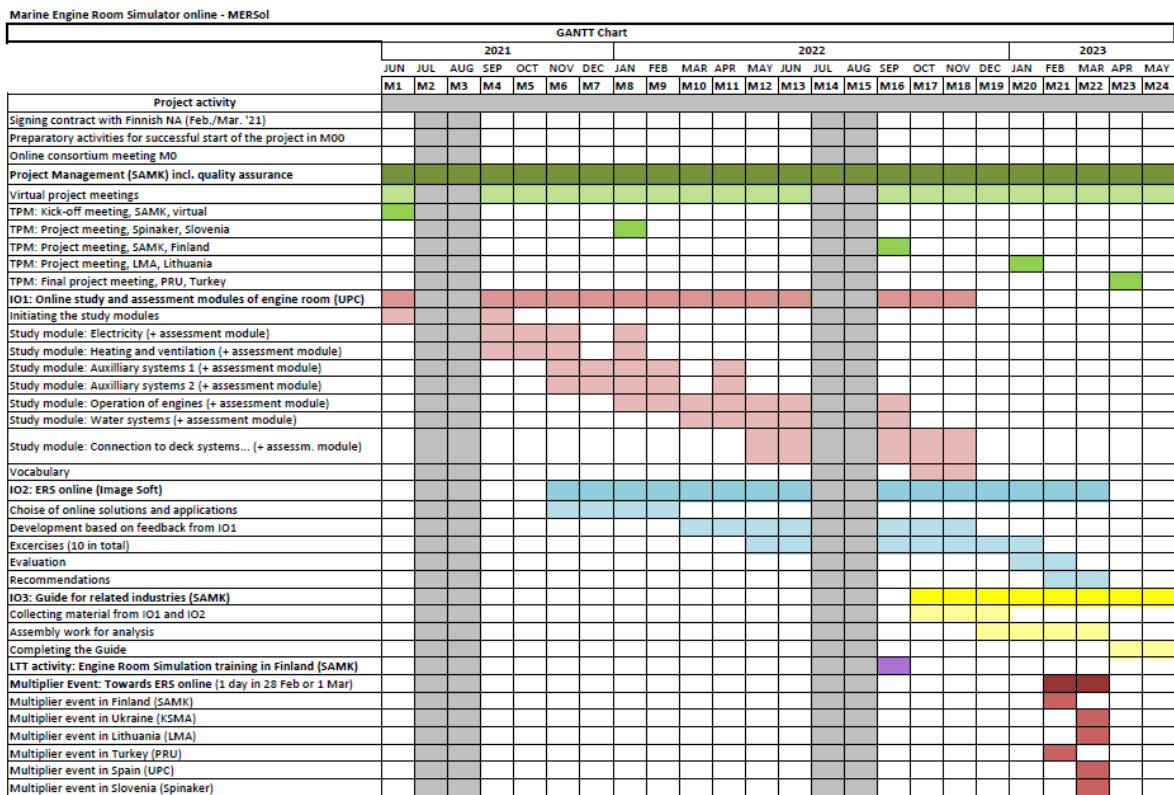 Marine Engine Room Simulator online - MERSol
GANTT Chart
2021 2022 2023
JUN JUL AUG SEP OCT NOV DEC JAN FEB MAR APR MAY JUN JUL AUG SEP OCT NOV DEC JAN FEB MAR APR MAY
M1 M2 M3 M4 M5 M6 M7 M8 M9 M10 M11 M12 M13 M14 M15 M16 M17 M18 M19 M20 M21 M22 M23 M24
Project activity
Signing contract with Finnish NA (Feb./Mar. '21)
Preparatory activities for successful start of the project in M00
Online consortium meeting M0
Project Management (SAMK) incl. quality assurance
Virtual project meetings
TPM: Kick-off meeting, SAMK, virtual
TPM: Project meeting, Spinaker, Slovenia
TPM: Project meeting, SAMK, Finland
TPM: Project meeting, LMA, Lithuania
TPM: Final project meeting, PRU, Turkey
IO1: Online study and assessment modules of engine room (UPC)
Initiating the study modules
Study module: Electricity (+ assessment module)
Study module: Heating and ventilation (+ assessment module)
Study module: Auxilliary systems 1 (+ assessment module)
Study module: Auxilliary systems 2 (+ assessment module)
Study module: Operation of engines (+ assessment module)
Study module: Water systems (+ assessment module)
Study module: Connection to deck systems... (+ assessm. module)
Vocabulary
IO2: ERS online (Image Soft)
Choise of online solutions and applications
Development based on feedback from IO1
Excercises (10 in total)
Evaluation
Recommendations
IO3: Guide for related industries (SAMK)
Collecting material from IO1 and IO2
Assembly work for analysis
Completing the Guide
LTT activity: Engine Room Simulation training in Finland (SAMK)
Multiplier Event: Towards ERS online (1 day in 28 Feb or 1 Mar)
Multiplier event in Finland (SAMK)
Multiplier event in Ukraine (KSMA)
Multiplier event in Lithuania (LMA)
Multiplier event in Turkey (PRU)
Multiplier event in Spain (UPC)
Multiplier event in Slovenia (Spinaker)